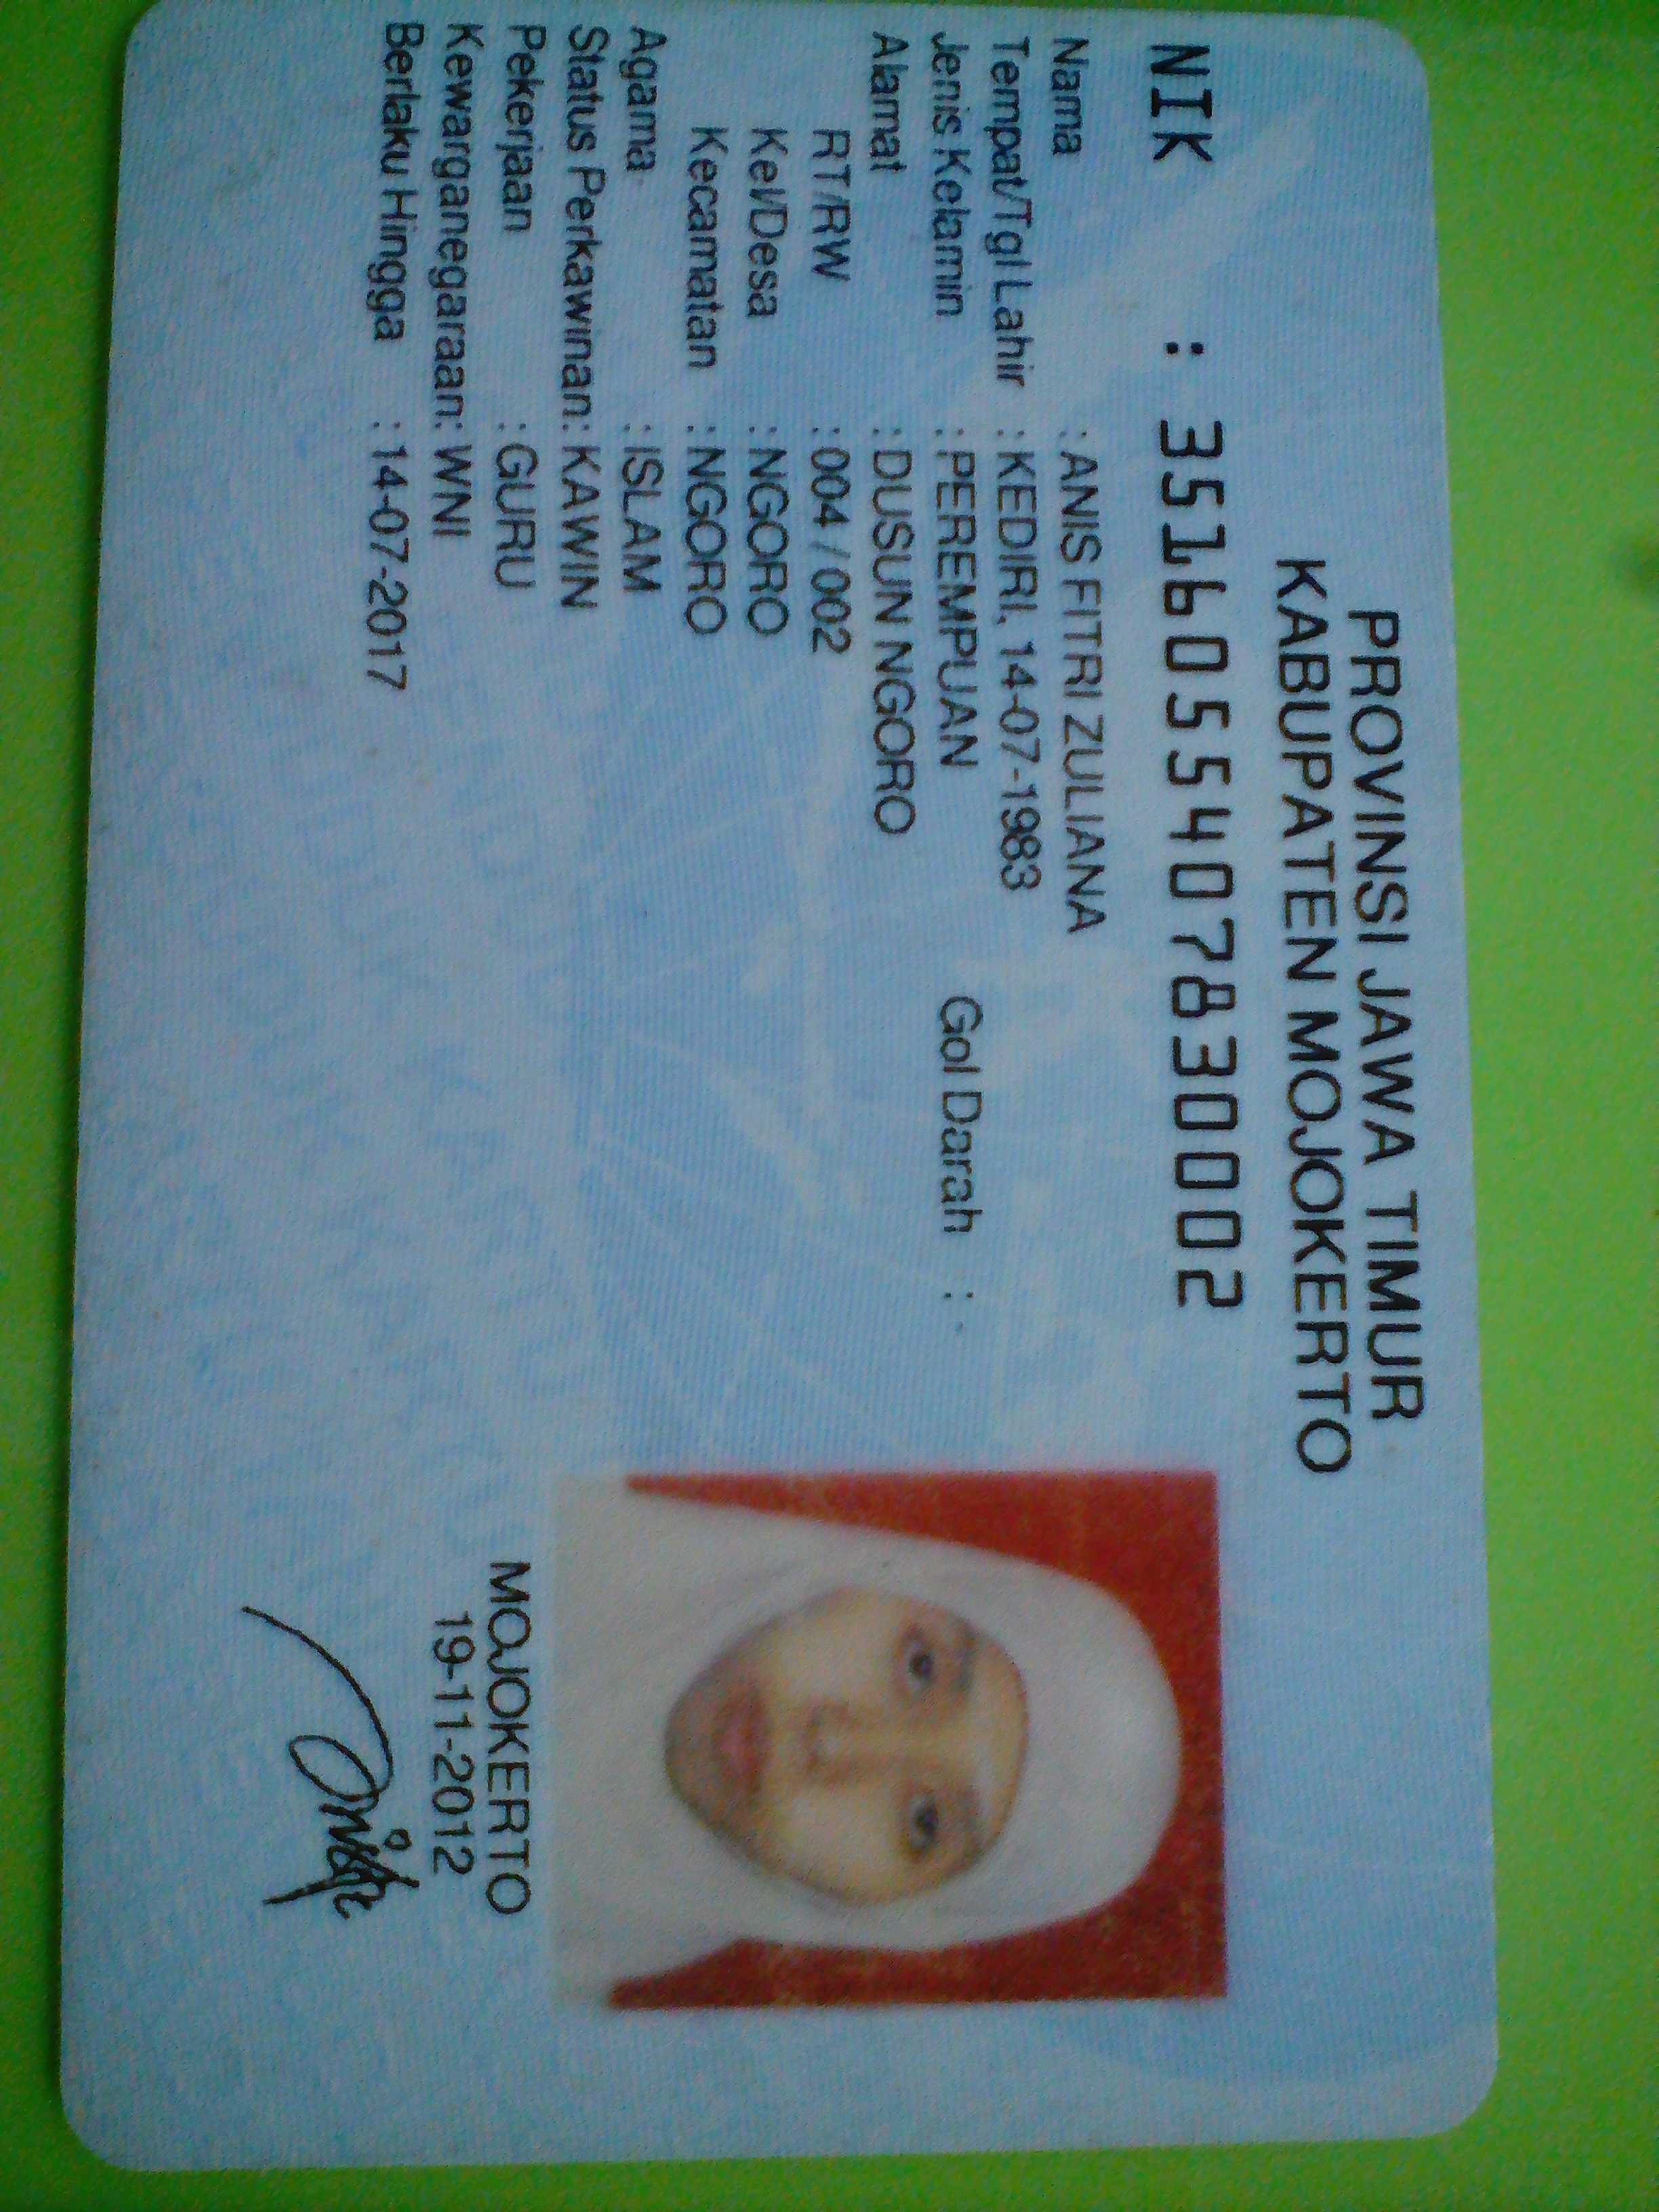 PROVINSI JAWA TIMUR
KABUPATEN MOJOKERTO
NIK : 3516055407830002
Nama : ANIS FITRI ZULIANA
Tempat/Tgl Lahir : KEDIRI, 14-07-1983
Jenis Kelamin : PEREMPUAN Gol Darah : -
Alamat : DUSUN NGORO
RT/RW : 004 / 002
Kel/Desa : NGORO
Kecamatan : NGORO
Agama : ISLAM
Status Perkawinan: KAWIN
Pekerjaan : GURU
Kewarganegaraan: WNI
Berlaku Hingga : 14-07-2017
MOJOKERTO
19-11-2012